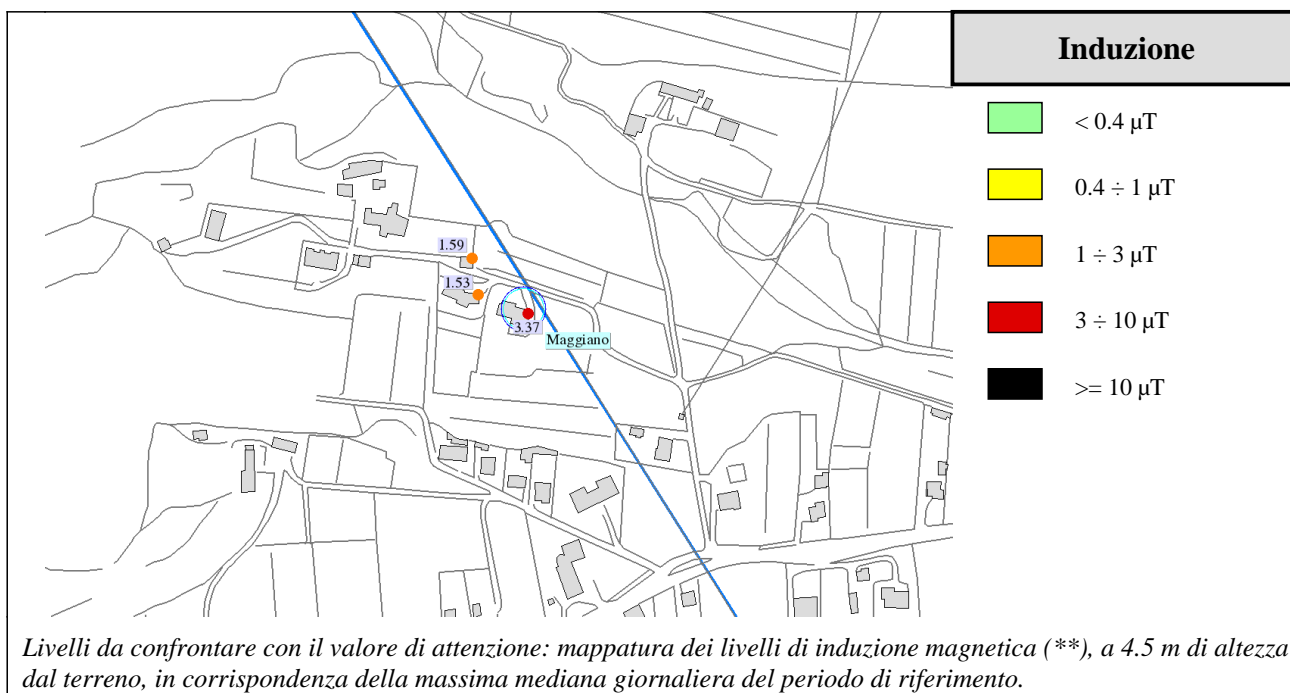 Induzione
< 0.4 µT
0.4 ÷ 1 µT
1 ÷ 3 µT
3 ÷ 10 µT
>= 10 µT
1.59
1.53
3.37
Maggiano
Livelli da confrontare con il valore di attenzione: mappatura dei livelli di induzione magnetica (**), a 4.5 m di altezza
dal terreno, in corrispondenza della massima mediana giornaliera del periodo di riferimento.